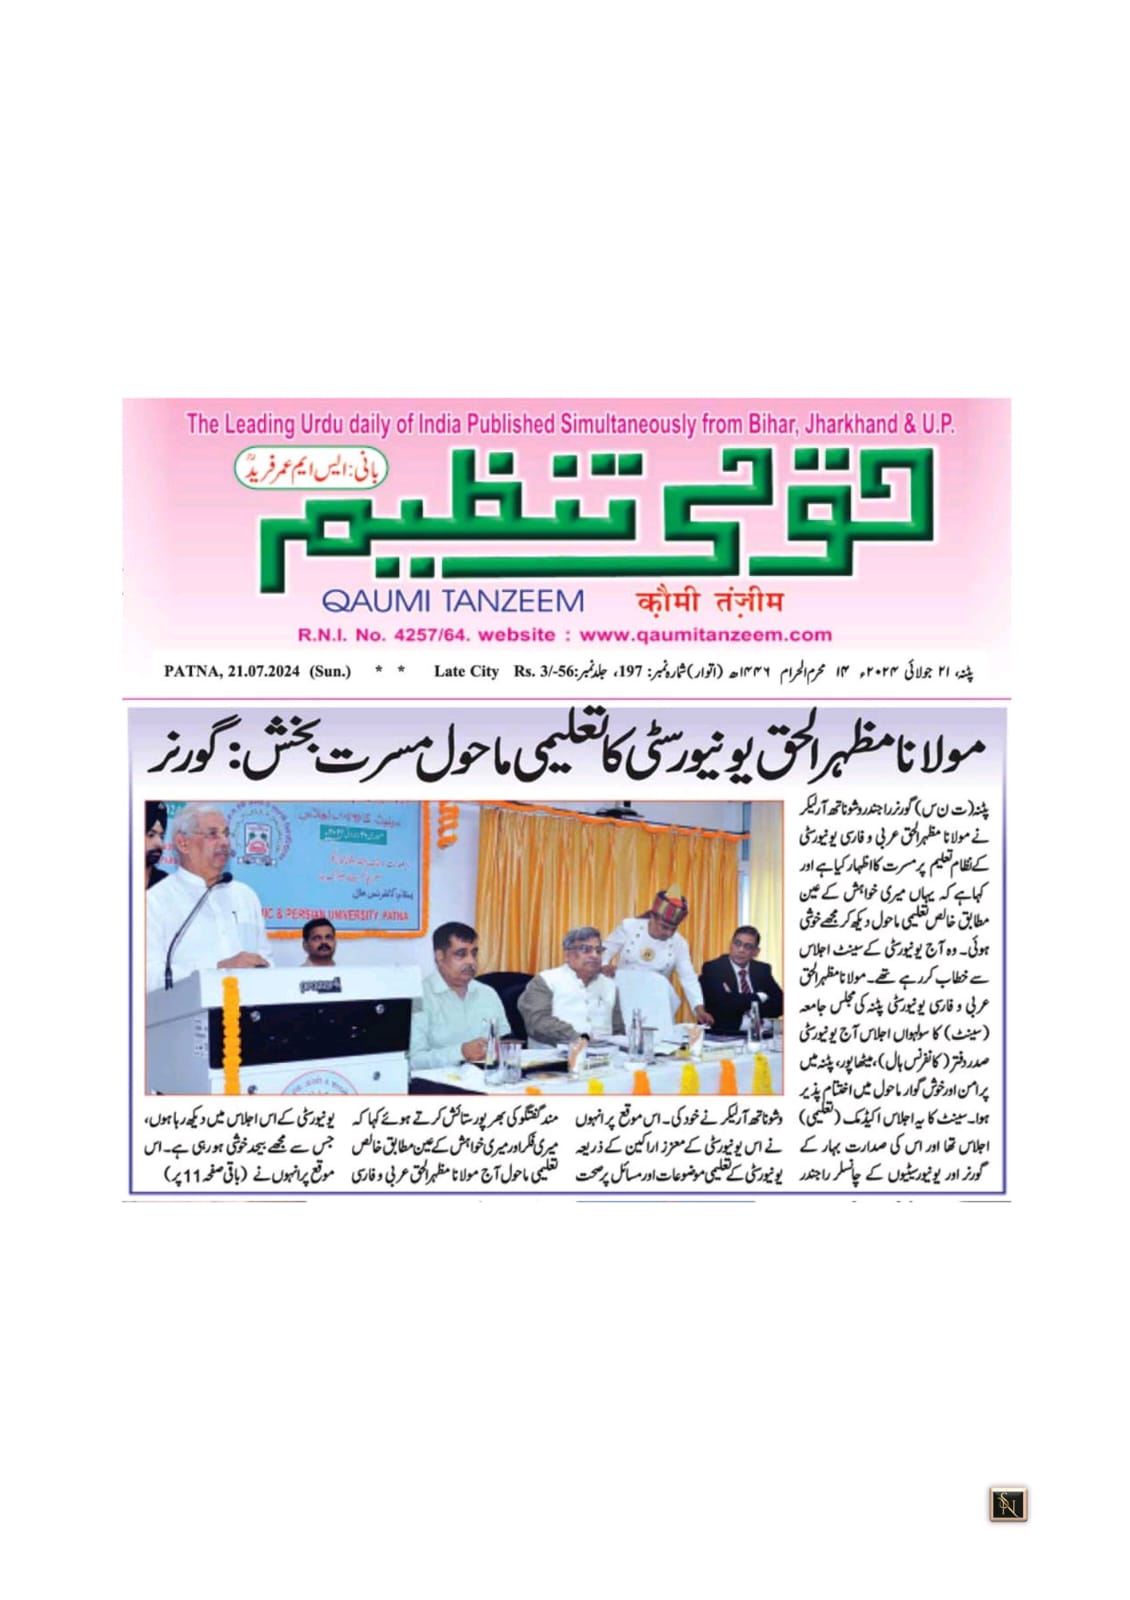 The Leading Urdu daily of India Published Simultaneously from Bihar, Jharkhand & U.P.
بانی: ایس ایم عمر فریدؒ
قومی تنظیم
QAUMI TANZEEM क़ौमी तंज़ीम
R.N.I. No. 4257/64. website : www.qaumitanzeem.com
PATNA, 21.07.2024 (Sun.) * * Late City Rs. 3/- پٹنہ، ۲۱ جولائی ۲۰۲۴ء ۱۴ محرم الحرام ۱۴۴۶ھ (اتوار) شمارہ نمبر: 197، جلد نمبر:56
مولانا مظہر الحق یونیورسٹی کا تعلیمی ماحول مسرت بخش: گورنر
پٹنہ (ت ن س) گورنر راجندر وشوناتھ آرلیکر
نے مولانا مظہر الحق عربی و فارسی یونیورسٹی
کے نظام تعلیم پر مسرت کا اظہار کیا ہے اور
کہا ہے کہ یہاں میری خواہش کے عین
مطابق خالص تعلیمی ماحول دیکھ کر مجھے خوشی
ہوئی۔ وہ آج یونیورسٹی کے سینٹ اجلاس
سے خطاب کر رہے تھے۔ مولانا مظہر الحق
عربی و فارسی یونیورسٹی پٹنہ کی مجلس جامعہ
(سینٹ) کا سولہواں اجلاس آج یونیورسٹی
صدر دفتر (کانفرنس ہال)، میٹھاپور، پٹنہ میں
پرامن اور خوش گوار ماحول میں اختتام پذیر
ہوا۔ سینٹ کا یہ اجلاس اکیڈمک (تعلیمی)
اجلاس تھا اور اس کی صدارت بہار کے
گورنر اور یونیورسیٹیوں کے چانسلر راجندر
وشوناتھ آرلیکر نے خود کی۔ اس موقع پر انہوں
نے اس یونیورسٹی کے معزز اراکین کے ذریعہ
یونیورسٹی کے تعلیمی موضوعات اور مسائل پر صحت
مند گفتگو کی بھر پور ستائش کرتے ہوئے کہا کہ
میری فکر اور میری خواہش کے عین مطابق خالص
تعلیمی ماحول آج مولانا مظہر الحق عربی و فارسی
یونیورسٹی کے اس اجلاس میں دیکھ رہا ہوں،
جس سے مجھے بیحد خوشی ہو رہی ہے۔ اس
موقع پر انہوں نے (باقی صفحہ 11 پر)
IC & PERSIAN UNIVERSITY, PATNA
SN